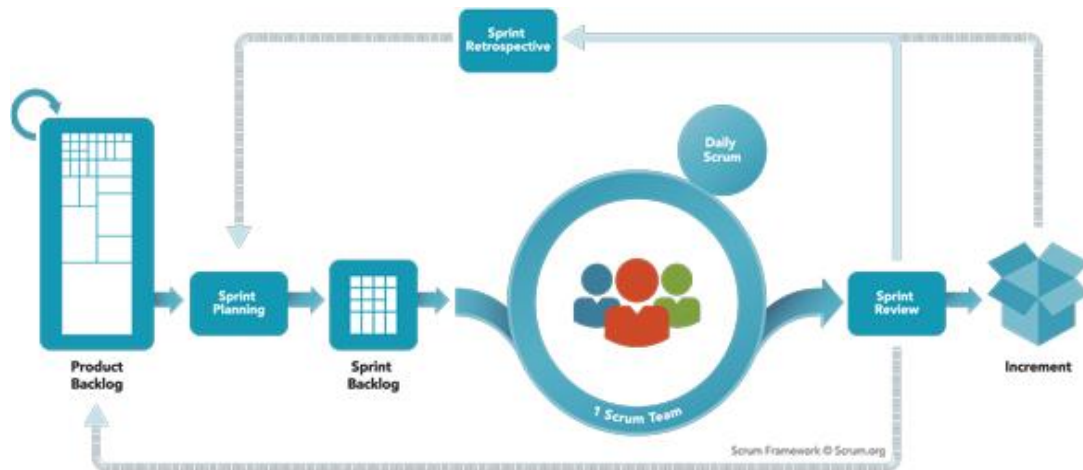 Sprint
Retrospective
Daily
Scrum
Sprint
Planning
Sprint
Review
Product
Backlog
Sprint
Backlog
Increment
1 Scrum Team
Scrum Framework © Scrum.org